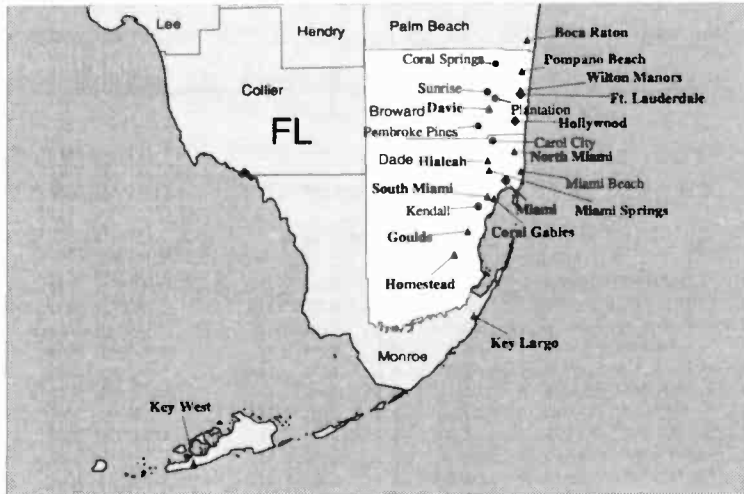 Lee
Hendry
Palm Beach
Boca Raton
Coral Springs
Pompano Beach
Wilton Manors
Collier
Sunrise
Ft. Lauderdale
Broward
Davie
Plantation
FL
Hollywood
Pembroke Pines
Carol City
North Miami
Dade
Hialeah
Miami Beach
South Miami
Miami
Miami Springs
Kendall
Coral Gables
Goulds
Homestead
Key Largo
Monroe
Key West